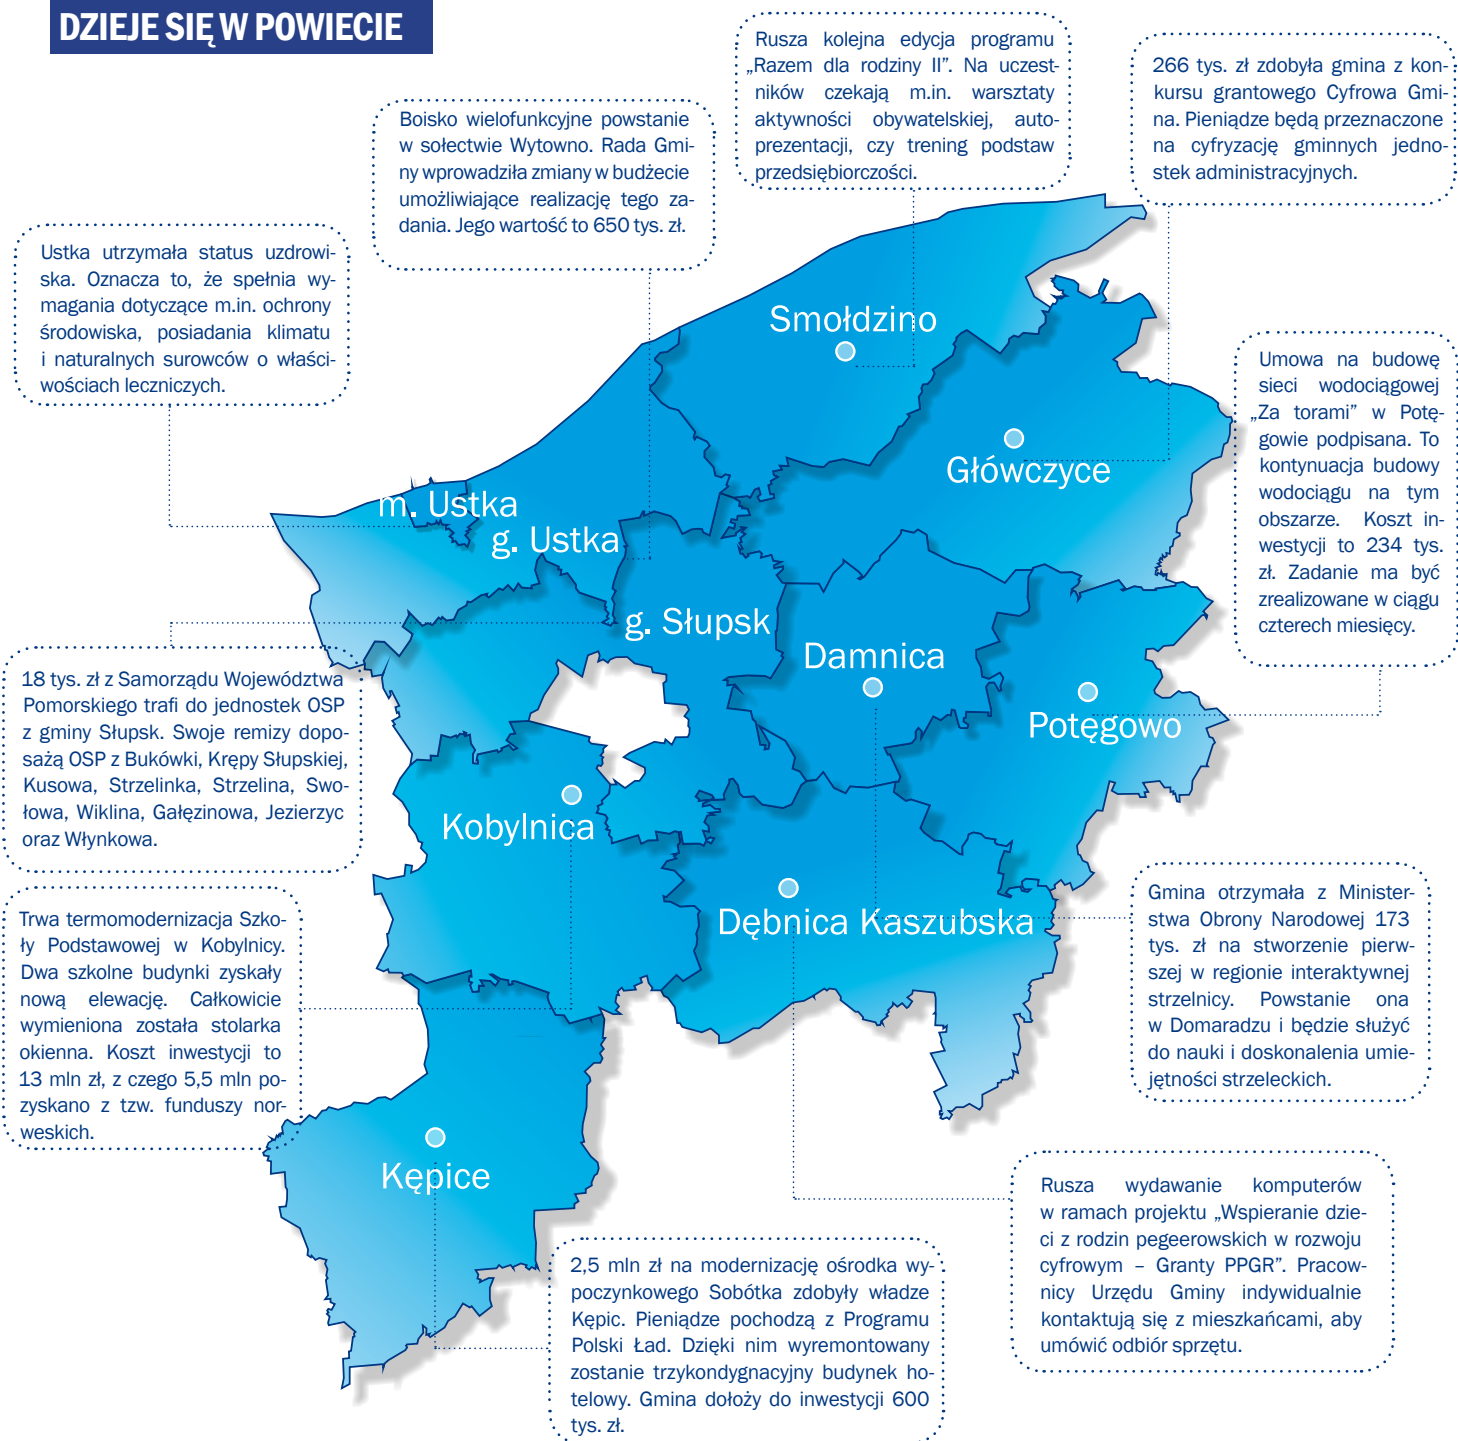 DZIEJE SIĘ W POWIECIE
Rusza kolejna edycja programu
„Razem dla rodziny II”. Na uczest-
ników czekają m.in. warsztaty
aktywności obywatelskiej, auto-
prezentacji, czy trening podstaw
przedsiębiorczości.
266 tys. zł zdobyła gmina z kon-
kursu grantowego Cyfrowa Gmi-
na. Pieniądze będą przeznaczone
na cyfryzację gminnych jedno-
stek administracyjnych.
Boisko wielofunkcyjne powstanie
w sołectwie Wytowno. Rada Gmi-
ny wprowadziła zmiany w budżecie
umożliwiające realizację tego za-
dania. Jego wartość to 650 tys. zł.
Ustka utrzymała status uzdrowi-
ska. Oznacza to, że spełnia wy-
magania dotyczące m.in. ochrony
środowiska, posiadania klimatu
i naturalnych surowców o właści-
wościach leczniczych.
Smołdzino
Umowa na budowę
sieci wodociągowej
„Za torami” w Potę-
gowie podpisana. To
kontynuacja budowy
wodociągu na tym
obszarze. Koszt in-
westycji to 234 tys.
zł. Zadanie ma być
zrealizowane w ciągu
czterech miesięcy.
Główczyce
m. Ustka
g. Ustka
g. Słupsk
Damnica
Potęgowo
18 tys. zł z Samorządu Województwa
Pomorskiego trafi do jednostek OSP
z gminy Słupsk. Swoje remizy dopo-
sażą OSP z Bukówki, Krępy Słupskiej,
Kusowa, Strzelinka, Strzelina, Swo-
łowa, Wiklina, Gałęzinowa, Jezierzyc
oraz Włynkowa.
Kobylnica
Dębnica Kaszubska
Trwa termomodernizacja Szko-
ły Podstawowej w Kobylnicy.
Dwa szkolne budynki zyskały
nową elewację. Całkowicie
wymieniona została stolarka
okienna. Koszt inwestycji to
13 mln zł, z czego 5,5 mln po-
zyskano z tzw. funduszy nor-
weskich.
Gmina otrzymała z Minister-
stwa Obrony Narodowej 173
tys. zł na stworzenie pierw-
szej w regionie interaktywnej
strzelnicy. Powstanie ona
w Domaradzu i będzie służyć
do nauki i doskonalenia umie-
jętności strzeleckich.
Kępice
Rusza wydawanie komputerów
w ramach projektu „Wspieranie dzie-
ci z rodzin pegeerowskich w rozwoju
cyfrowym – Granty PPGR”. Pracow-
nicy Urzędu Gminy indywidualnie
kontaktują się z mieszkańcami, aby
umówić odbiór sprzętu.
2,5 mln zł na modernizację ośrodka wy-
poczynkowego Sobótka zdobyły władze
Kępic. Pieniądze pochodzą z Programu
Polski Ład. Dzięki nim wyremontowany
zostanie trzykondygnacyjny budynek ho-
telowy. Gmina dołoży do inwestycji 600
tys. zł.